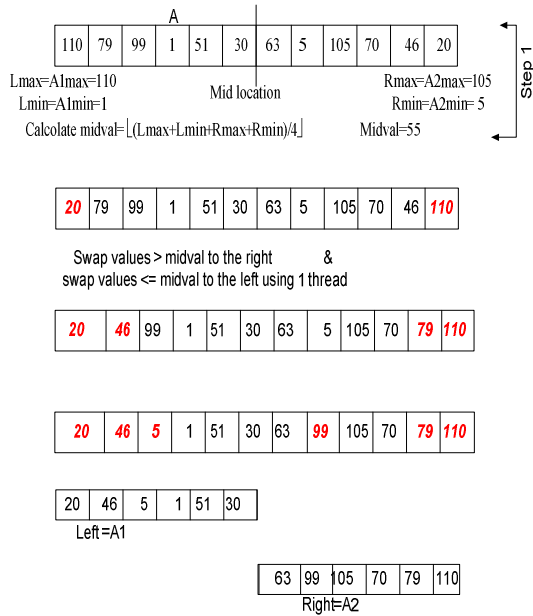 A
110 79 99 1 51 30 63 5 105 70 46 20
Lmax=A1max=110
Lmin=A1min=1
Mid location
Rmax=A2max=105
Rmin=A2min= 5
Calcolate midval=⌊(Lmax+Lmin+Rmax+Rmin)/4⌋
Midval=55
Step 1
20 79 99 1 51 30 63 5 105 70 46 110
Swap values > midval to the right &
swap values <= midval to the left using 1 thread
20 46 99 1 51 30 63 5 105 70 79 110
20 46 5 1 51 30 63 99 105 70 79 110
20 46 5 1 51 30
Left =A1
63 99 105 70 79 110
Right=A2